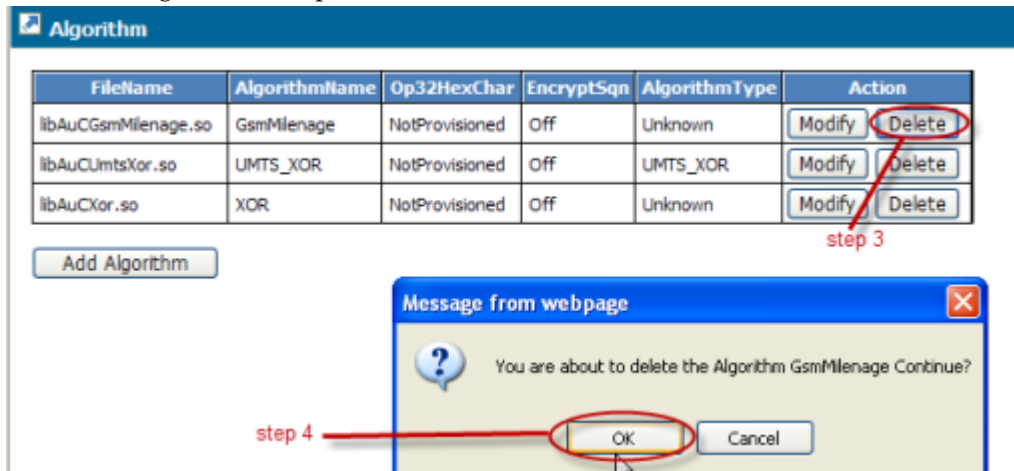 Algorithm
FileName AlgorithmName Op32HexChar EncryptSqn AlgorithmType Action
libAuCGsmMilenage.so GsmMilenage NotProvisioned Off Unknown Modify Delete
libAuCUmtsXor.so UMTS_XOR NotProvisioned Off UMTS_XOR Modify Delete
libAuCXor.so XOR NotProvisioned Off Unknown Modify Delete
step 3
Add Algorithm
Message from webpage
You are about to delete the Algorithm GsmMilenage Continue?
step 4
OK Cancel